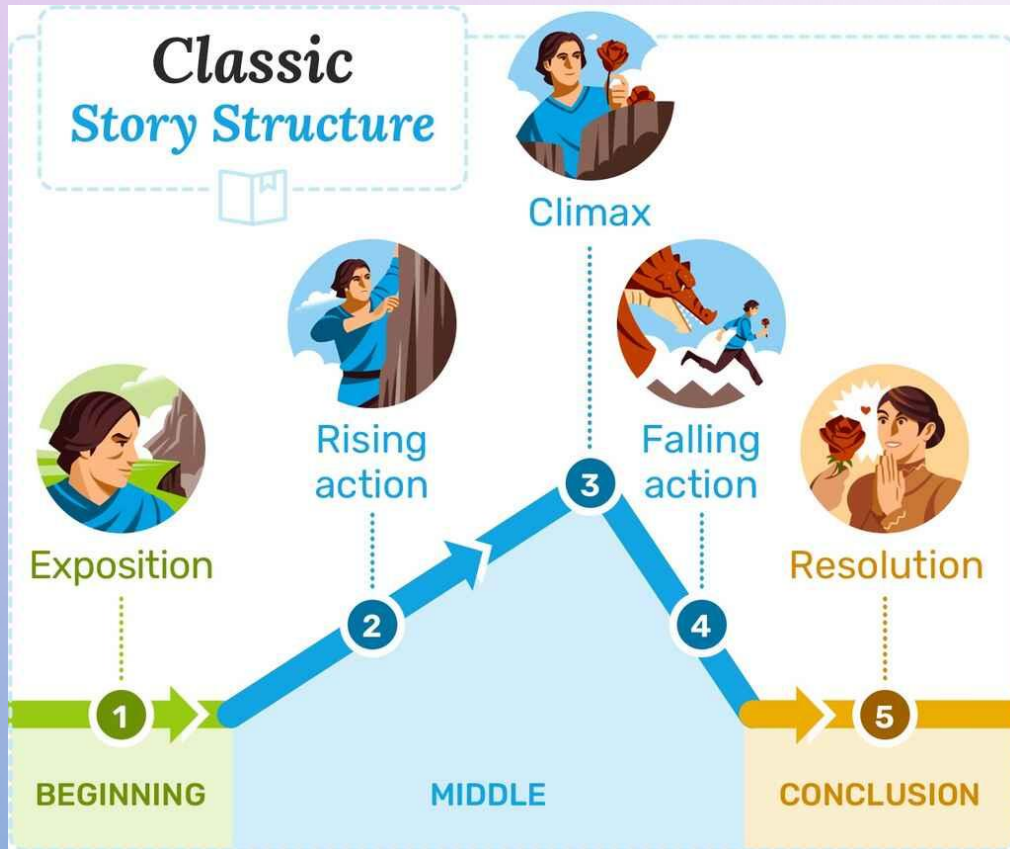 Classic
Story Structure
Climax
Rising
action
Falling
action
Exposition
Resolution
1
2
3
4
5
BEGINNING
MIDDLE
CONCLUSION